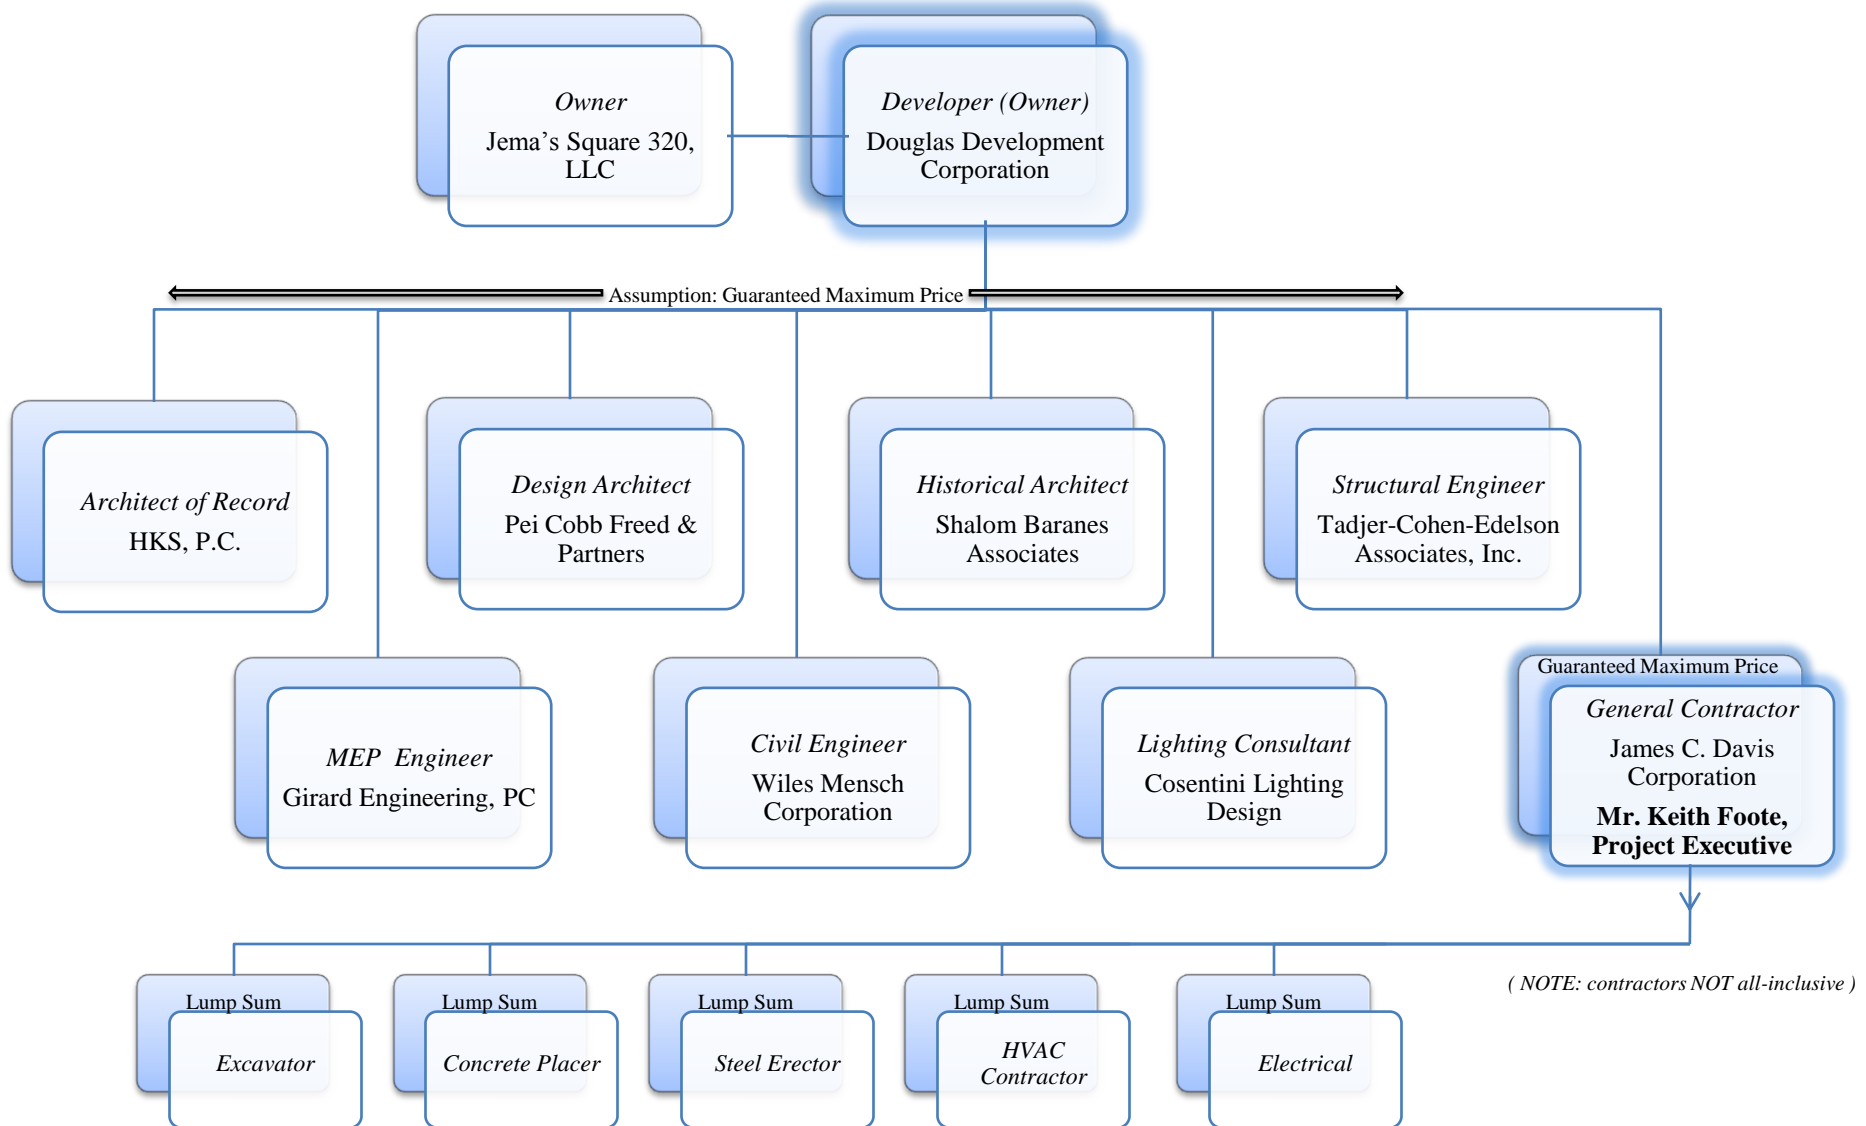 Owner
Jema’s Square 320,
LLC
Developer (Owner)
Douglas Development
Corporation
Assumption: Guaranteed Maximum Price
Architect of Record
HKS, P.C.
Design Architect
Pei Cobb Freed &
Partners
Historical Architect
Shalom Baranes
Associates
Structural Engineer
Tadjer-Cohen-Edelson
Associates, Inc.
MEP  Engineer
Girard Engineering, PC
Civil Engineer
Wiles Mensch
Corporation
Lighting Consultant
Cosentini Lighting
Design
Guaranteed Maximum Price
General Contractor
James C. Davis
Corporation
Mr. Keith Foote,
Project Executive
( NOTE: contractors NOT all-inclusive )
Lump Sum
Excavator
Lump Sum
Concrete Placer
Lump Sum
Steel Erector
Lump Sum
HVAC
Contractor
Lump Sum
Electrical